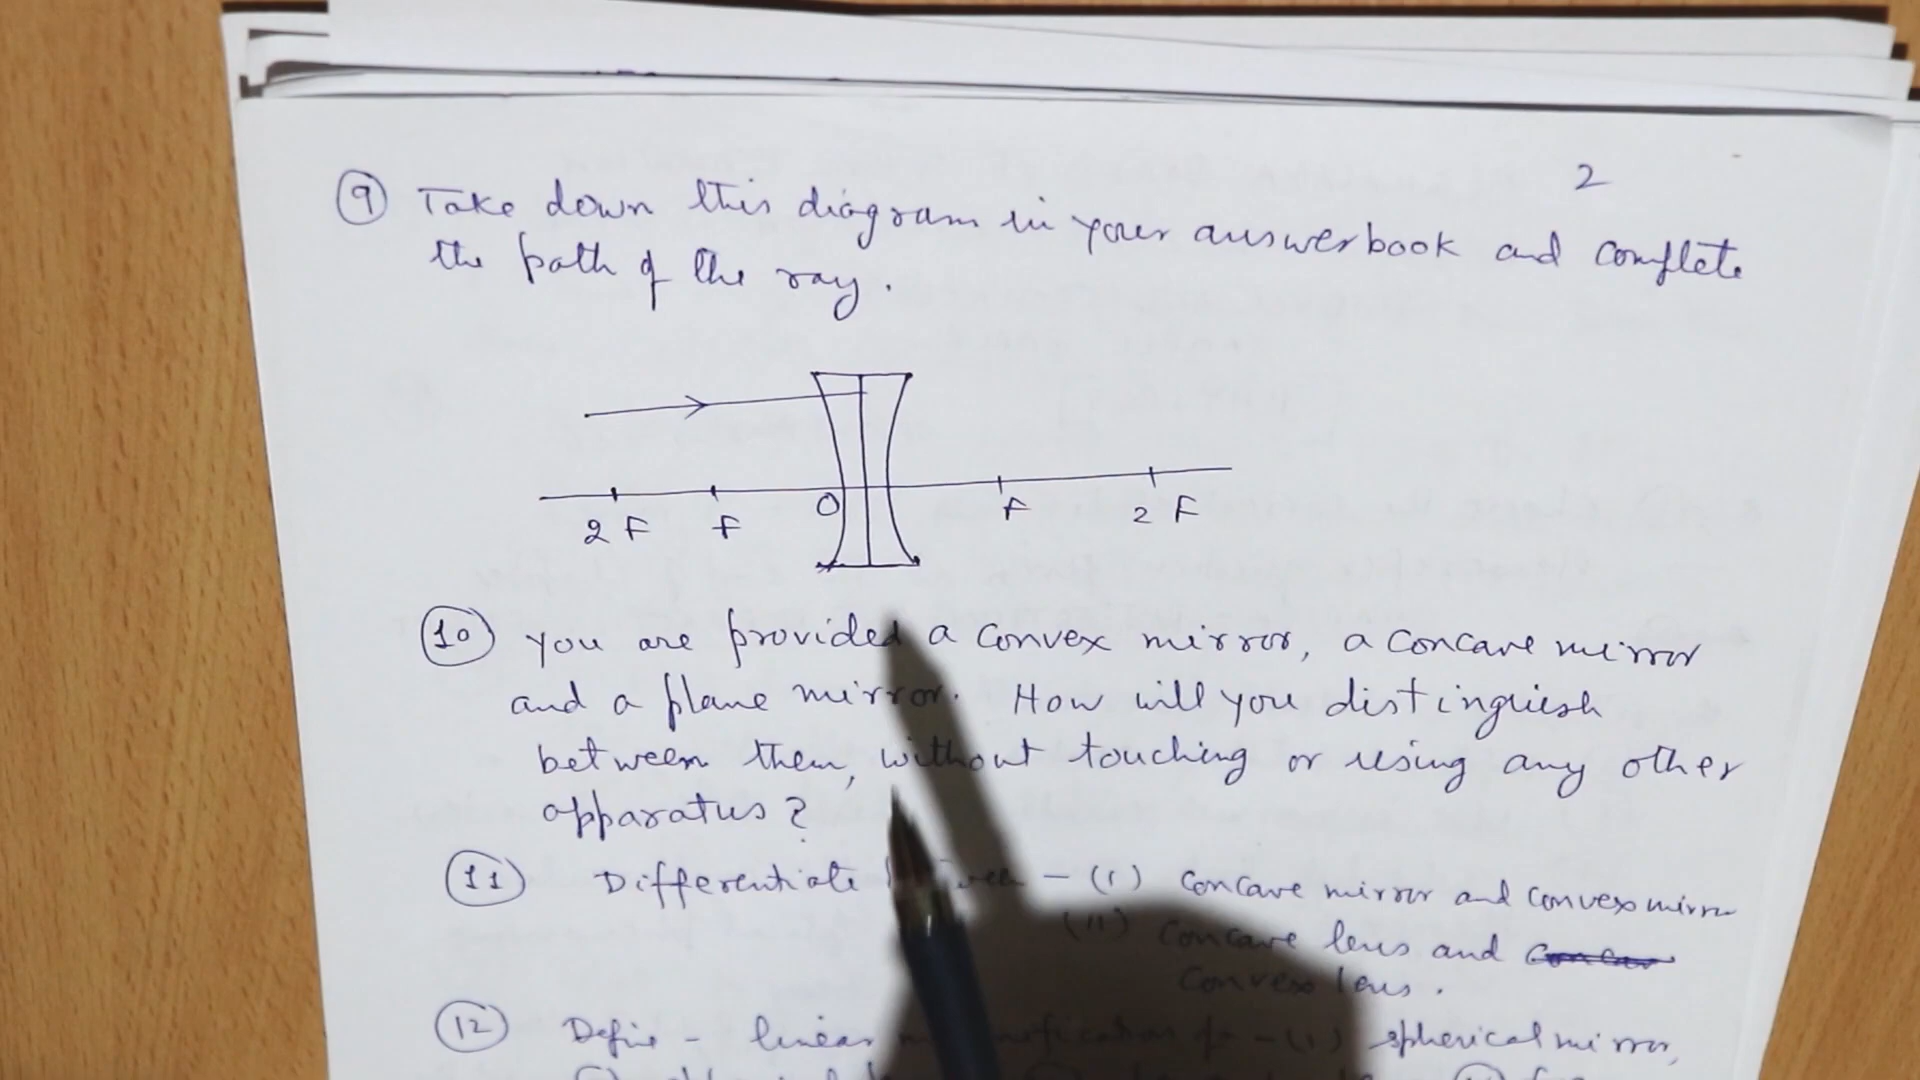 2
9 Take down this diagram in your answerbook and complete
the path of the ray.
2F F O F 2F
10 You are provided a convex mirror, a concave mirror
and a plane mirror. How will you distinguish
between them, without touching or using any other
apparatus?
11 Differentiate - (i) concave mirror and convex mirror
(ii) concave lens and
convex lens.
12 Define - linear - (i) spherical mirror,